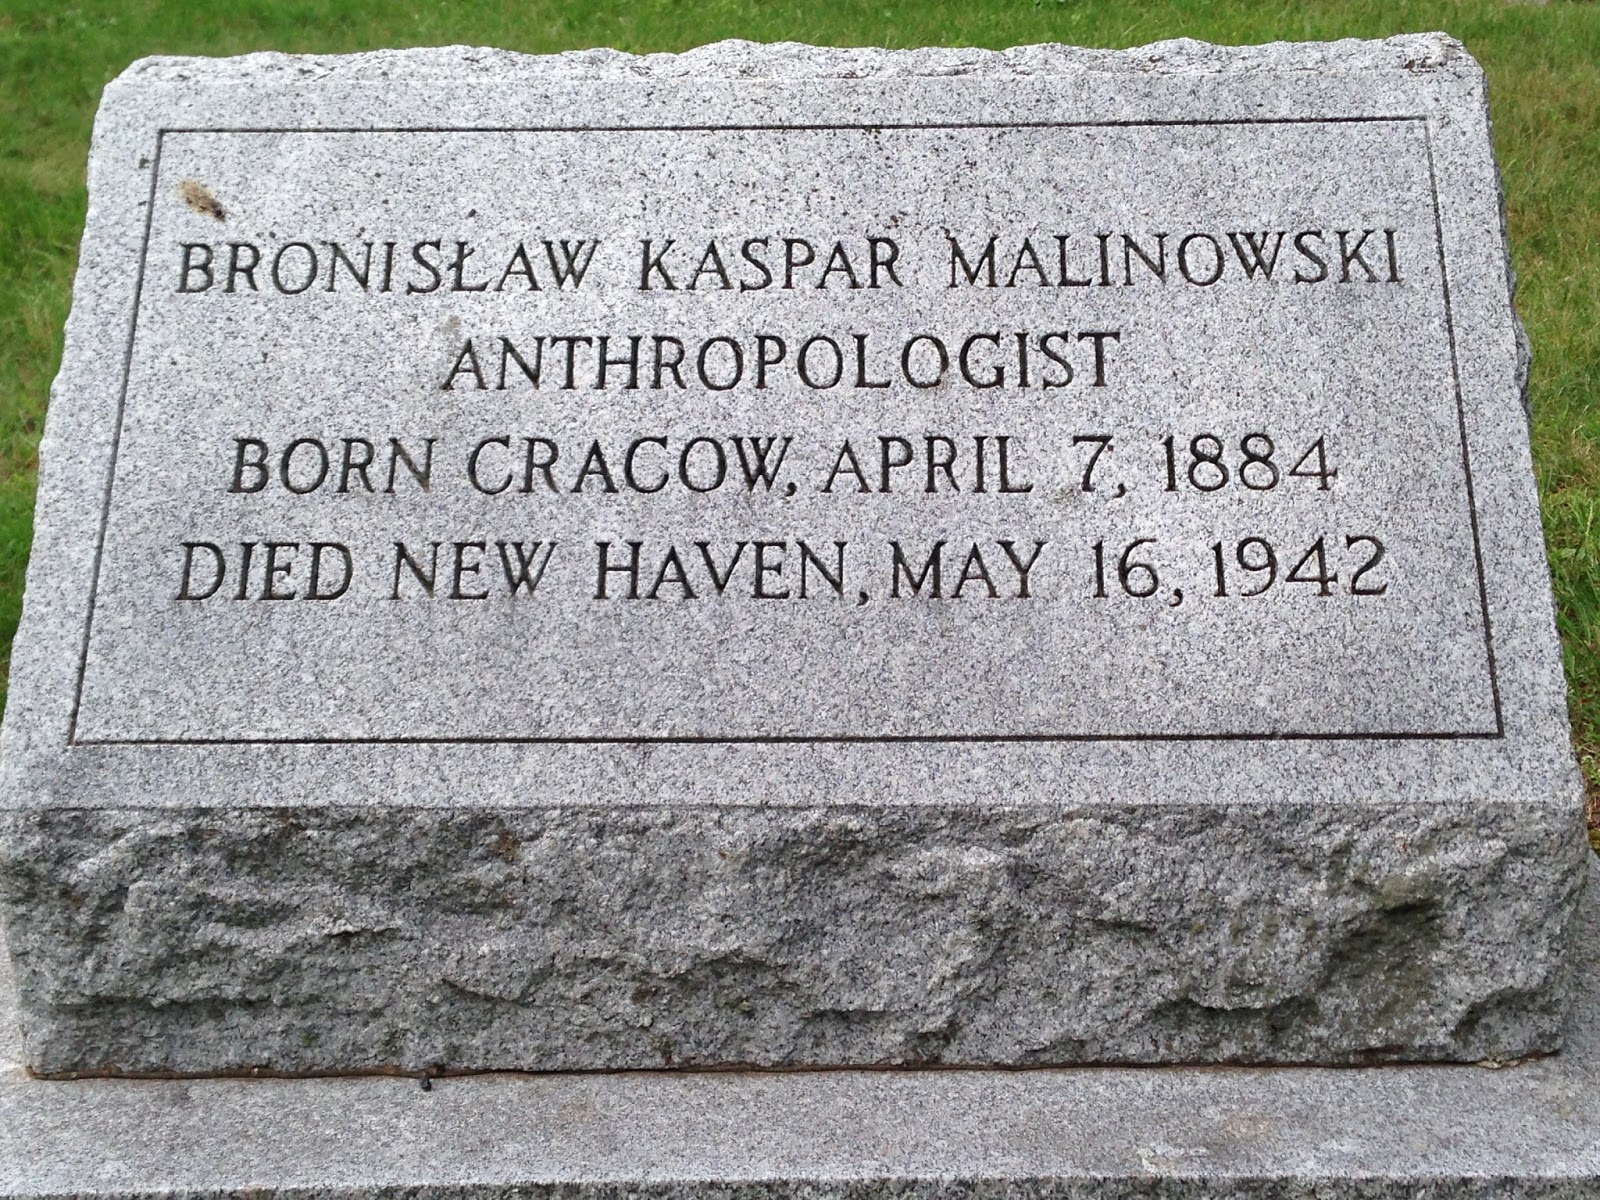 BRONISŁAW KASPAR MALINOWSKI
ANTHROPOLOGIST
BORN CRACOW, APRIL 7, 1884
DIED NEW HAVEN, MAY 16, 1942